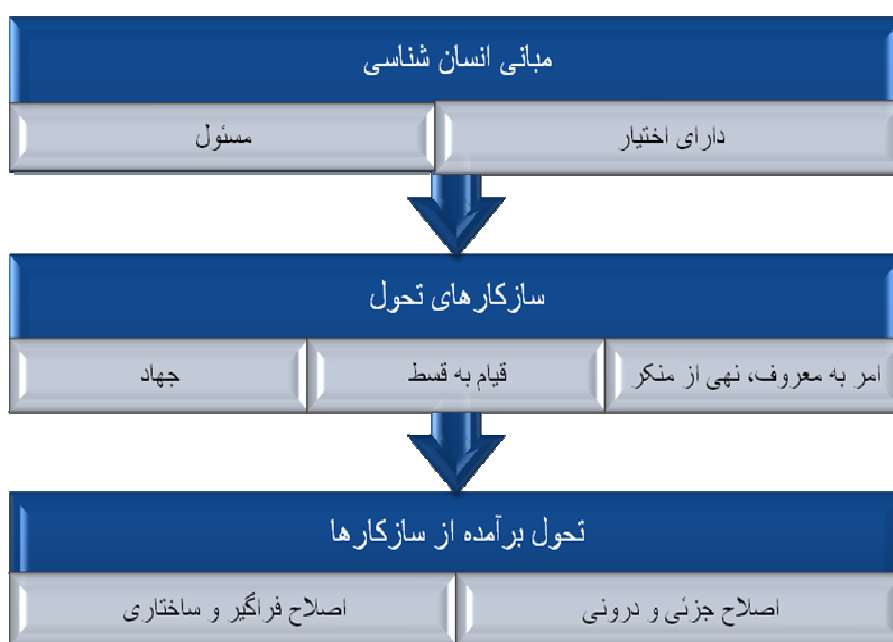 مبانی انسان شناسی
دارای اختیار
مسئول
سازکارهای تحول
امر به معروف، نهی از منکر
قیام به قسط
جهاد
تحول برآمده از سازکارها
اصلاح جزئی و درونی
اصلاح فراگیر و ساختاری